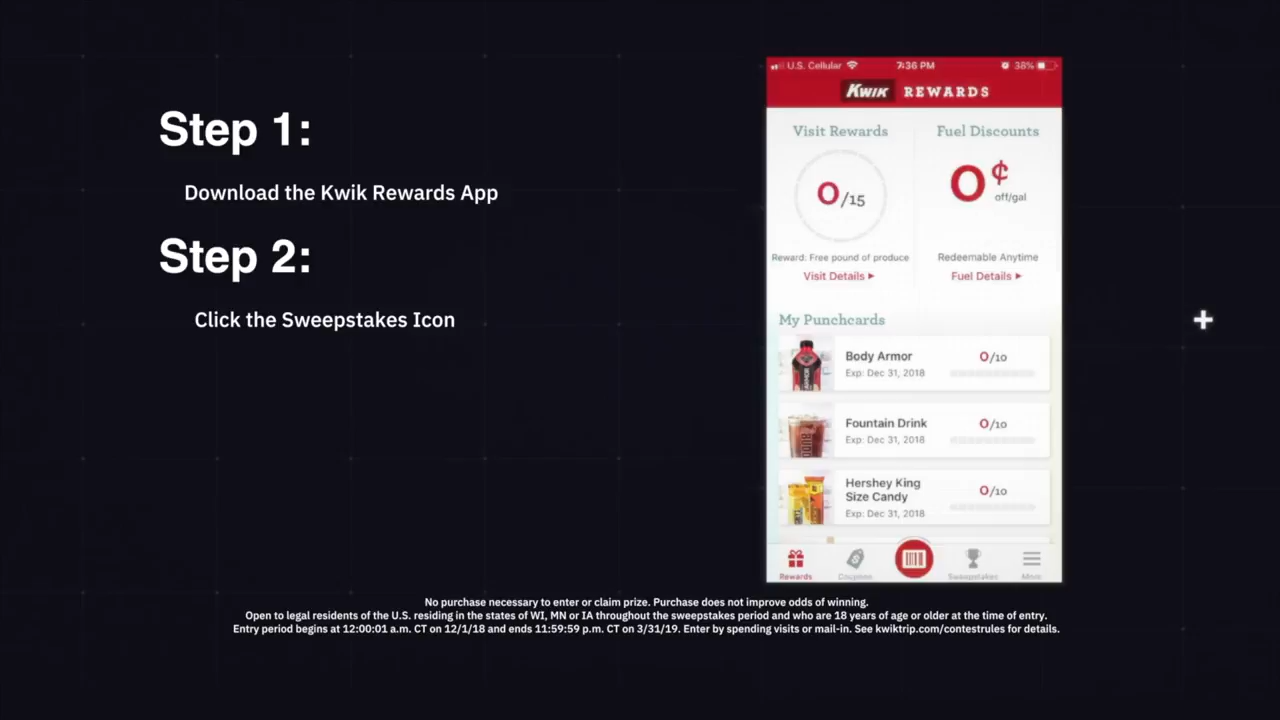 Step 1:
Download the Kwik Rewards App
Step 2:
Click the Sweepstakes Icon
U.S. Cellular 7:36 PM 38%
KWIK REWARDS
Visit Rewards
0/15
Reward: Free pound of produce
Visit Details ▸
Fuel Discounts
0¢
off/gal
Redeemable Anytime
Fuel Details ▸
My Punchcards
Body Armor
Exp: Dec 31, 2018
0/10
Fountain Drink
Exp: Dec 31, 2018
0/10
Hershey King
Size Candy
Exp: Dec 31, 2018
0/10
Rewards Coupons Sweepstakes More
No purchase necessary to enter or claim prize. Purchase does not improve odds of winning.
Open to legal residents of the U.S. residing in the states of WI, MN or IA throughout the sweepstakes period and who are 18 years of age or older at the time of entry.
Entry period begins at 12:00:01 a.m. CT on 12/1/18 and ends 11:59:59 p.m. CT on 3/31/19. Enter by spending visits or mail-in. See kwiktrip.com/contestrules for details.